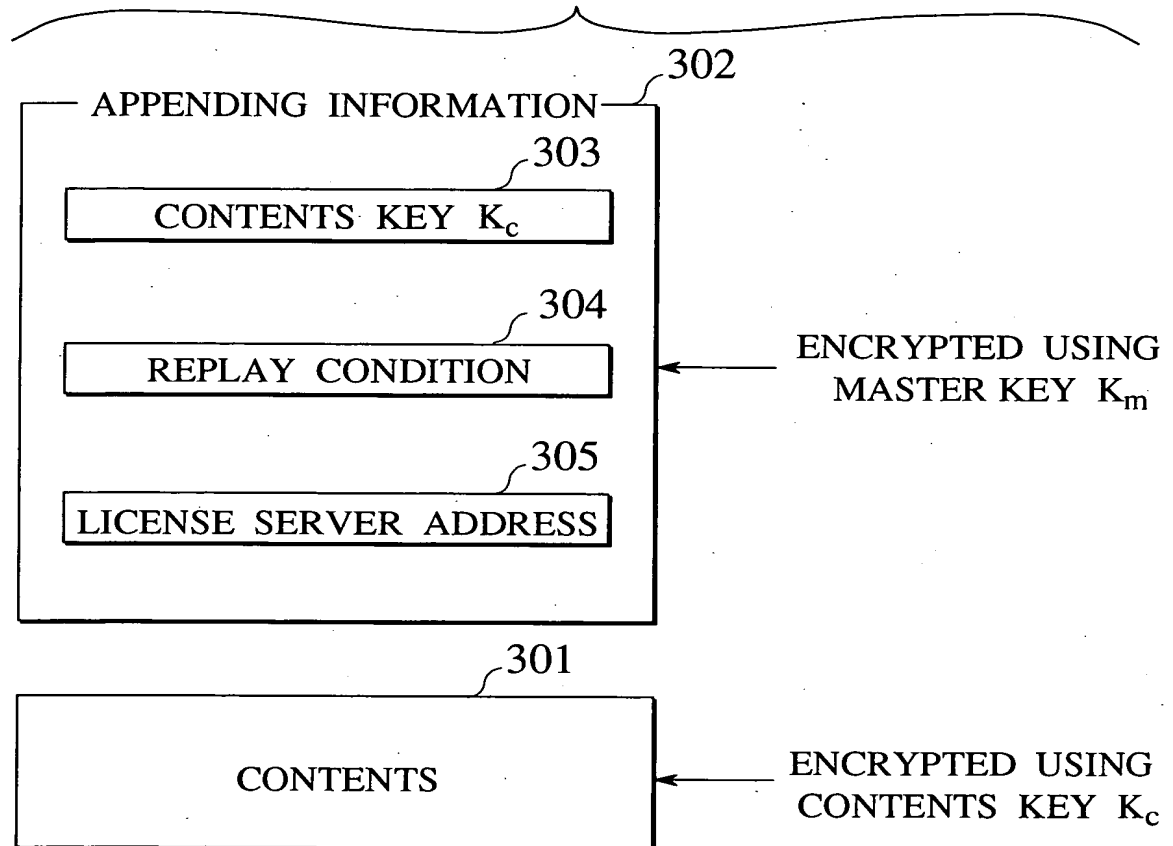 302
APPENDING INFORMATION
303
CONTENTS KEY Kc
304
REPLAY CONDITION
ENCRYPTED USING
MASTER KEY Km
305
LICENSE SERVER ADDRESS
301
CONTENTS
ENCRYPTED USING
CONTENTS KEY Kc